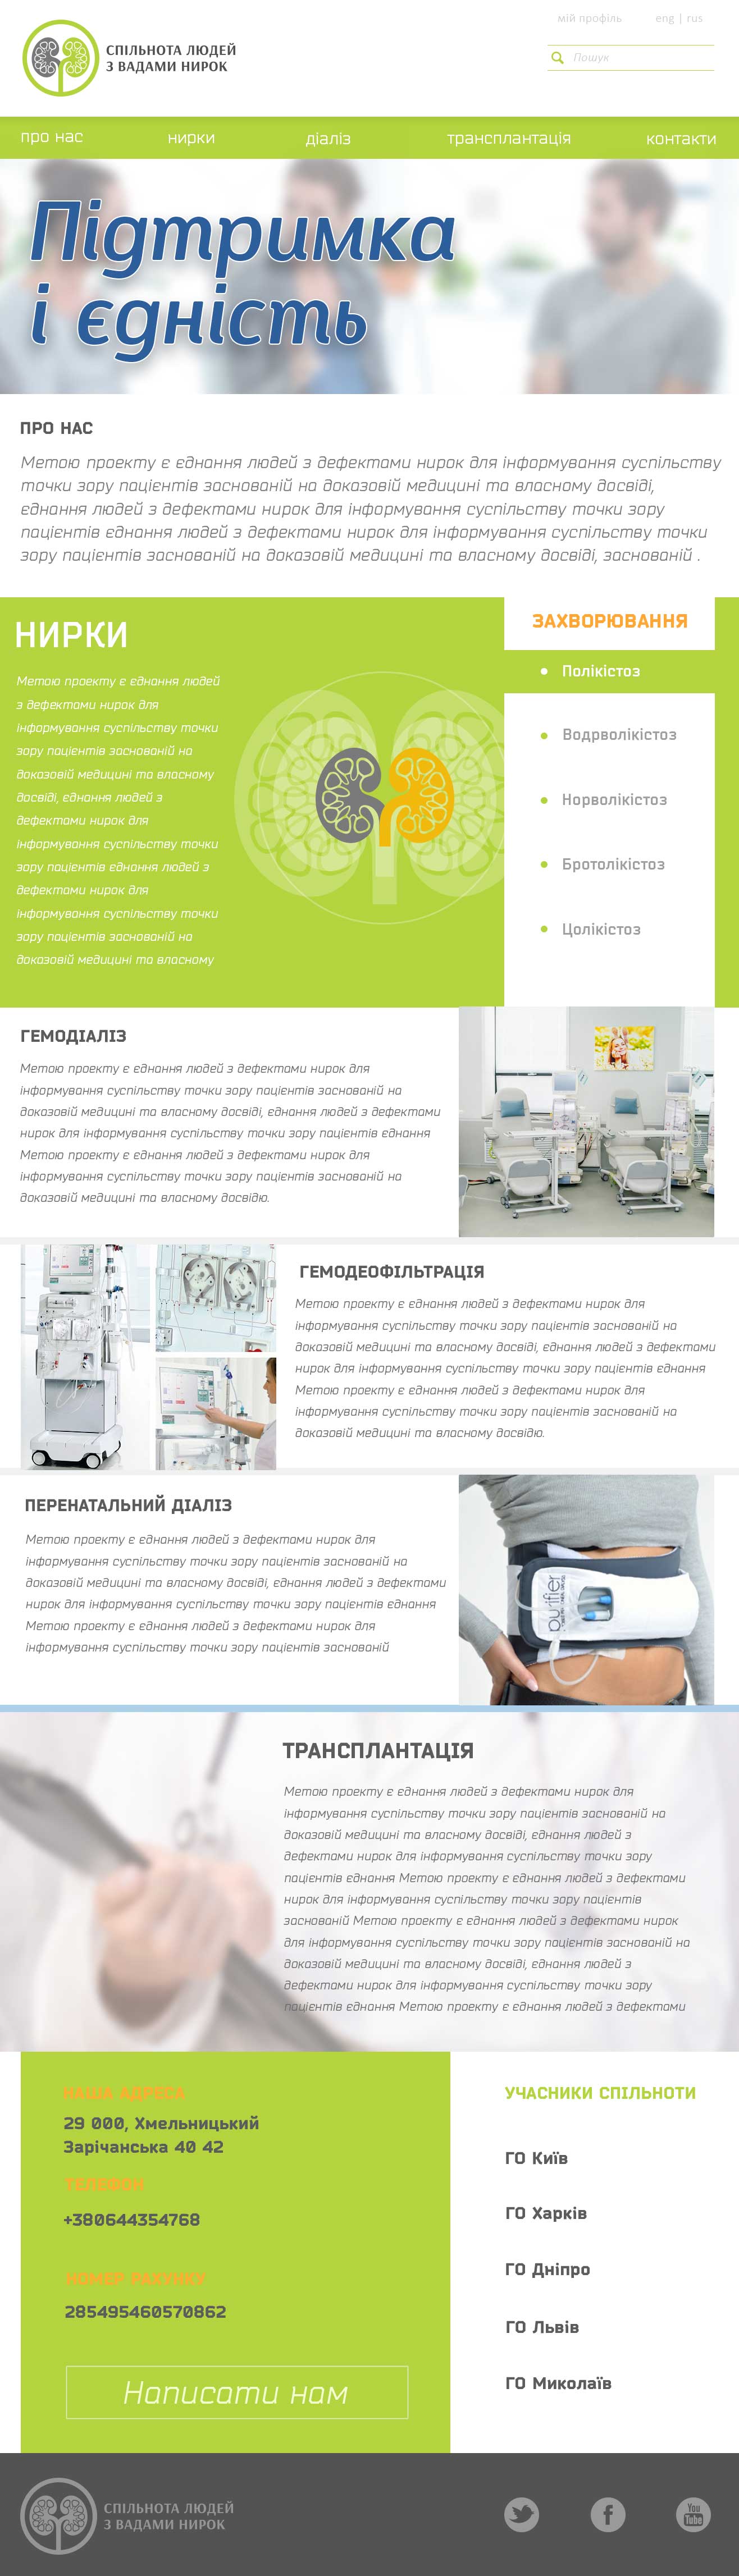 мій профіль eng | rus
СПІЛЬНОТА ЛЮДЕЙ
З ВАДАМИ НИРОК
Пошук
про нас нирки діаліз трансплантація контакти
Підтримка
і єдність
ПРО НАС
Метою проекту є єднання людей з дефектами нирок для інформування суспільству
точки зору пацієнтів заснованій на доказовій медицині та власному досвіді,
єднання людей з дефектами нирок для інформування суспільству точки зору
пацієнтів єднання людей з дефектами нирок для інформування суспільству точки
зору пацієнтів заснованій на доказовій медицині та власному досвіді, заснованій .
НИРКИ
Метою проекту є єднання людей
з дефектами нирок для
інформування суспільству точки
зору пацієнтів заснованій на
доказовій медицині та власному
досвіді, єднання людей з
дефектами нирок для
інформування суспільству точки
зору пацієнтів єднання людей з
дефектами нирок для
інформування суспільству точки
зору пацієнтів заснованій на
доказовій медицині та власному
ЗАХВОРЮВАННЯ
Полікістоз
Водрволікістоз
Норволікістоз
Бротолікістоз
Цолікістоз
ГЕМОДІАЛІЗ
Метою проекту є єднання людей з дефектами нирок для
інформування суспільству точки зору пацієнтів заснованій на
доказовій медицині та власному досвіді, єднання людей з дефектами
нирок для інформування суспільству точки зору пацієнтів єднання
Метою проекту є єднання людей з дефектами нирок для
інформування суспільству точки зору пацієнтів заснованій на
доказовій медицині та власному досвідю.
ГЕМОДЕОФІЛЬТРАЦІЯ
Метою проекту є єднання людей з дефектами нирок для
інформування суспільству точки зору пацієнтів заснованій на
доказовій медицині та власному досвіді, єднання людей з дефектами
нирок для інформування суспільству точки зору пацієнтів єднання
Метою проекту є єднання людей з дефектами нирок для
інформування суспільству точки зору пацієнтів заснованій на
доказовій медицині та власному досвідю.
ПЕРЕНАТАЛЬНИЙ ДІАЛІЗ
Метою проекту є єднання людей з дефектами нирок для
інформування суспільству точки зору пацієнтів заснованій на
доказовій медицині та власному досвіді, єднання людей з дефектами
нирок для інформування суспільству точки зору пацієнтів єднання
Метою проекту є єднання людей з дефектами нирок для
інформування суспільству точки зору пацієнтів заснованій
purifier
ТРАНСПЛАНТАЦІЯ
Метою проекту є єднання людей з дефектами нирок для
інформування суспільству точки зору пацієнтів заснованій на
доказовій медицині та власному досвіді, єднання людей з
дефектами нирок для інформування суспільству точки зору
пацієнтів єднання Метою проекту є єднання людей з дефектами
нирок для інформування суспільству точки зору пацієнтів
заснованій Метою проекту є єднання людей з дефектами нирок
для інформування суспільству точки зору пацієнтів заснованій на
доказовій медицині та власному досвіді, єднання людей з
дефектами нирок для інформування суспільству точки зору
пацієнтів єднання Метою проекту є єднання людей з дефектами
НАША АДРЕСА
29 000, Хмельницький
Зарічанська 40 42
ТЕЛЕФОН
+380644354768
НОМЕР РАХУНКУ
285495460570862
Написати нам
УЧАСНИКИ СПІЛЬНОТИ
ГО Київ
ГО Харків
ГО Дніпро
ГО Львів
ГО Миколаїв
СПІЛЬНОТА ЛЮДЕЙ
З ВАДАМИ НИРОК
You
Tube